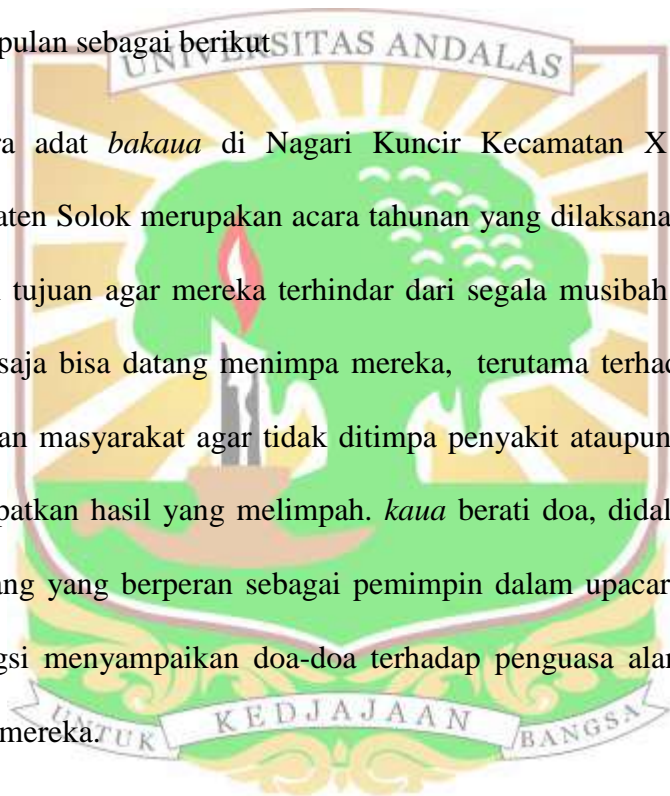 pulan sebagai berikut
UNIVERSITAS ANDALAS
ra adat bakaua di Nagari Kuncir Kecamatan X
aten Solok merupakan acara tahunan yang dilaksana
tujuan agar mereka terhindar dari segala musibah
saja bisa datang menimpa mereka, terutama terhad
an masyarakat agar tidak ditimpa penyakit ataupun
patkan hasil yang melimpah. kaua berati doa, didal
ang yang berperan sebagai pemimpin dalam upacar
gsi menyampaikan doa-doa terhadap penguasa alan
mereka.
UNTUK KEDJAJAAN BANGSA